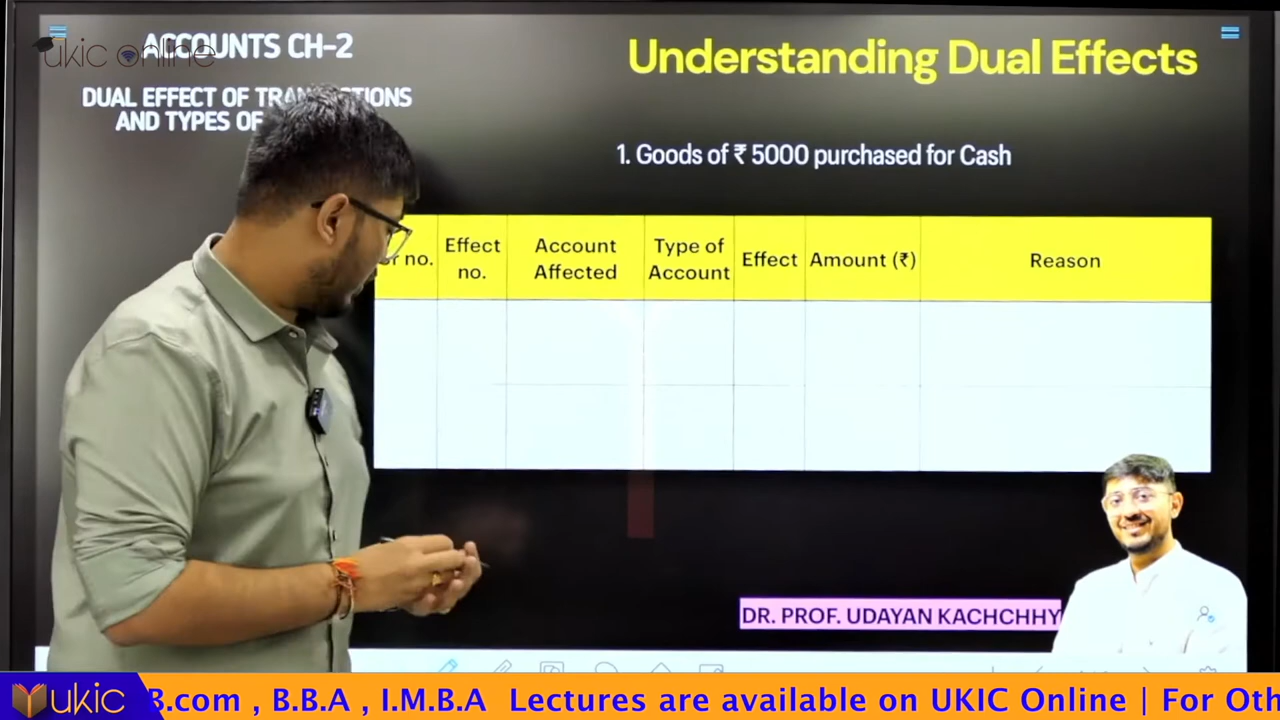 ukic online
ACCOUNTS CH-2
DUAL EFFECT OF
AND TYPES OF
Understanding Dual Effects
1. Goods of ₹ 5000 purchased for Cash
no.
Effect no.
Account Affected
Type of Account
Effect
Amount (₹)
Reason
DR. PROF. UDAYAN KACHCHHY
ukic
B.com , B.B.A , I.M.B.A Lectures are available on UKIC Online | For Oth